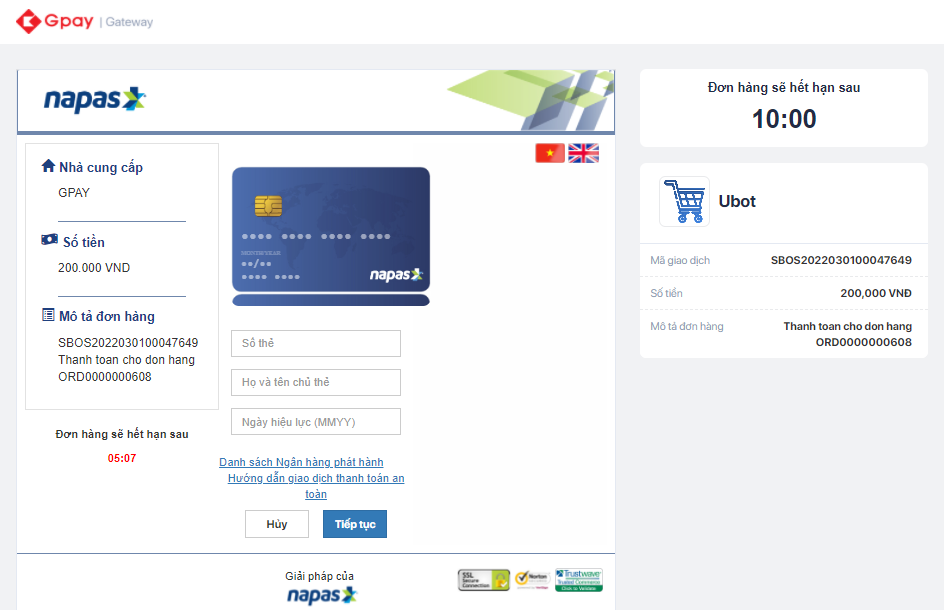 Gpay | Gateway
napas
Nhà cung cấp
GPAY
Số tiền
200.000 VND
Mô tả đơn hàng
SBOS2022030100047649
Thanh toan cho don hang
ORD0000000608
Đơn hàng sẽ hết hạn sau
05:07
MONTH/YEAR
napas
Số thẻ
Họ và tên chủ thẻ
Ngày hiệu lực (MMYY)
Danh sách Ngân hàng phát hành
Hướng dẫn giao dịch thanh toán an
toàn
Hủy
Tiếp tục
Giải pháp của
napas
SSL
Secure
Connection
Norton
Trustwave
Trusted Commerce
Click to Validate
Đơn hàng sẽ hết hạn sau
10:00
Ubot
Mã giao dịch SBOS2022030100047649
Số tiền 200,000 VNĐ
Mô tả đơn hàng Thanh toan cho don hang
ORD0000000608